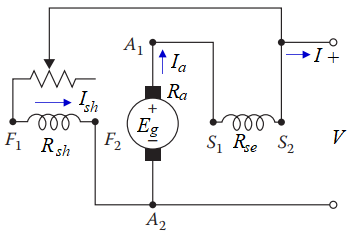 A1
Ia
I +
Ish
Ra
F1
Rsh
F2
+
Eg
-
S1
Rse
S2
V
A2